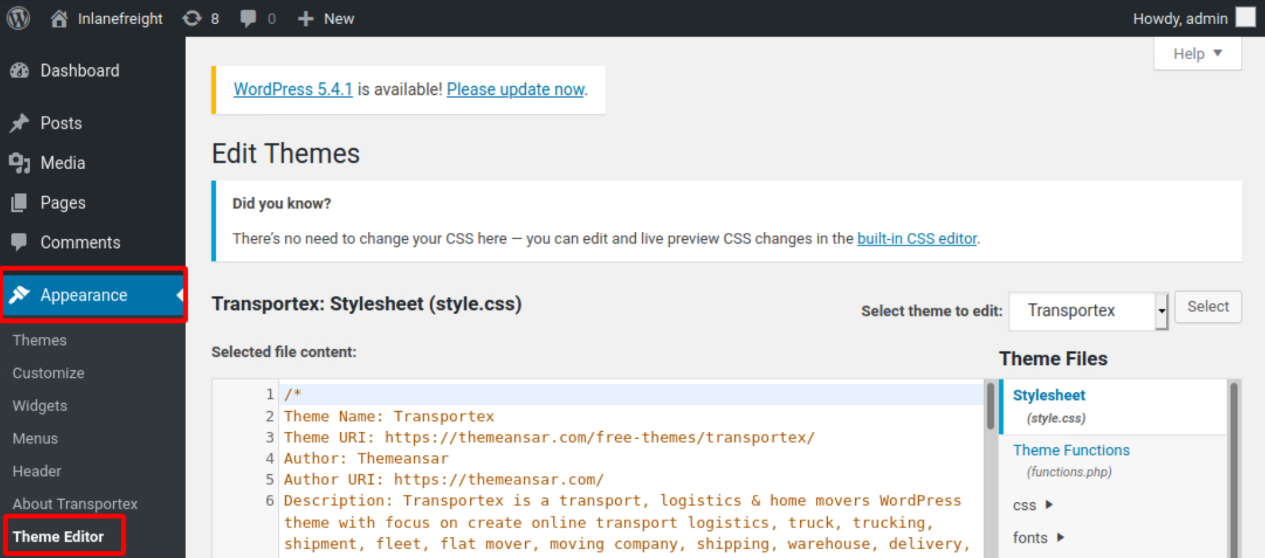 Inlanefreight 8 0 New Howdy, admin
Help
Dashboard
Posts
Media
Pages
Comments
Appearance
Themes
Customize
Widgets
Menus
Header
About Transportex
Theme Editor
WordPress 5.4.1 is available! Please update now.
Edit Themes
Did you know?
There's no need to change your CSS here — you can edit and live preview CSS changes in the built-in CSS editor.
Transportex: Stylesheet (style.css)
Select theme to edit: Transportex Select
Selected file content:
1 /*
2 Theme Name: Transportex
3 Theme URI: https://themeansar.com/free-themes/transportex/
4 Author: Themeansar
5 Author URI: https://themeansar.com/
6 Description: Transportex is a transport, logistics & home movers WordPress
theme with focus on create online transport logistics, truck, trucking,
shipment, fleet, flat mover, moving company, shipping, warehouse, delivery,
Theme Files
Stylesheet
(style.css)
Theme Functions
(functions.php)
css
fonts